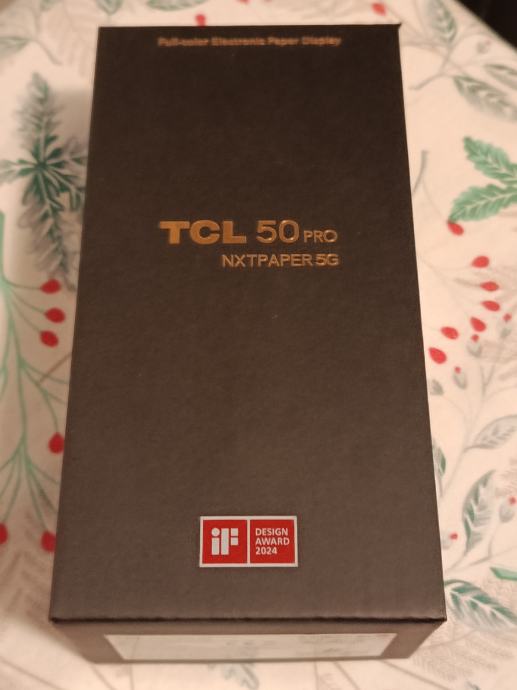 Full-color Electronic Paper Display
TCL 50 PRO
NXTPAPER 5G
iF DESIGN
AWARD
2024